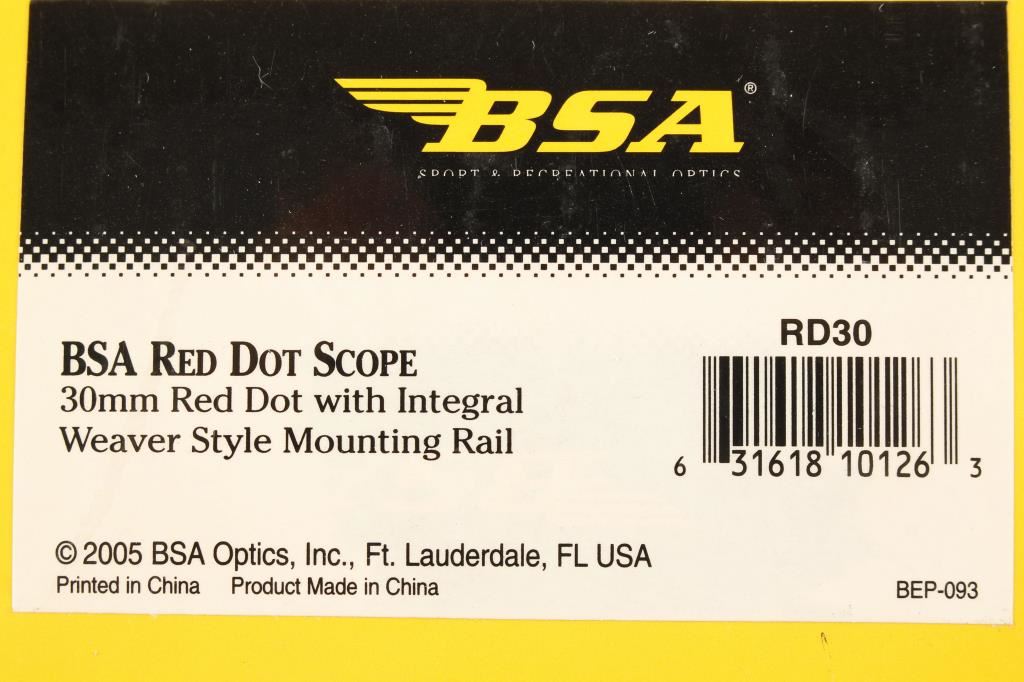 BSA®
SPORT & RECREATIONAL OPTICS
BSA RED DOT SCOPE
30mm Red Dot with Integral
Weaver Style Mounting Rail
RD30
6 31618 10126 3
© 2005 BSA Optics, Inc., Ft. Lauderdale, FL USA
Printed in China Product Made in China
BEP-093